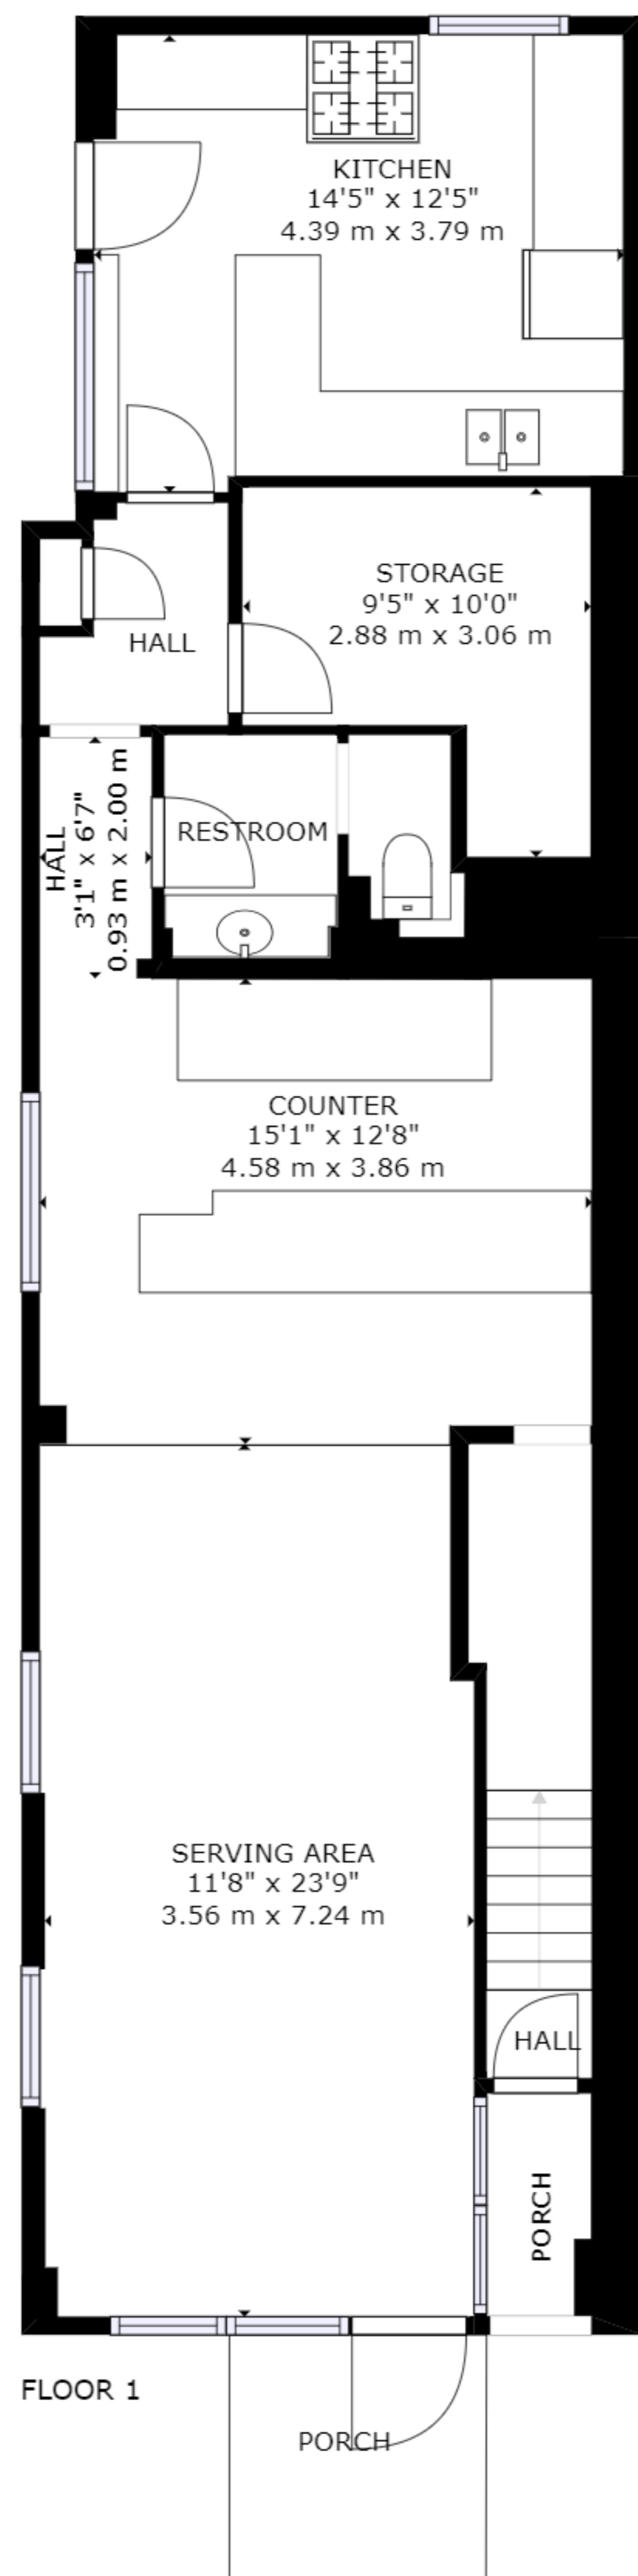 KITCHEN
14'5" x 12'5"
4.39 m x 3.79 m
STORAGE
9'5" x 10'0"
2.88 m x 3.06 m
HALL
RESTROOM
HALL
3'1" x 6'7"
0.93 m x 2.00 m
COUNTER
15'1" x 12'8"
4.58 m x 3.86 m
SERVING AREA
11'8" x 23'9"
3.56 m x 7.24 m
HALL
PORCH
FLOOR 1
PORCH